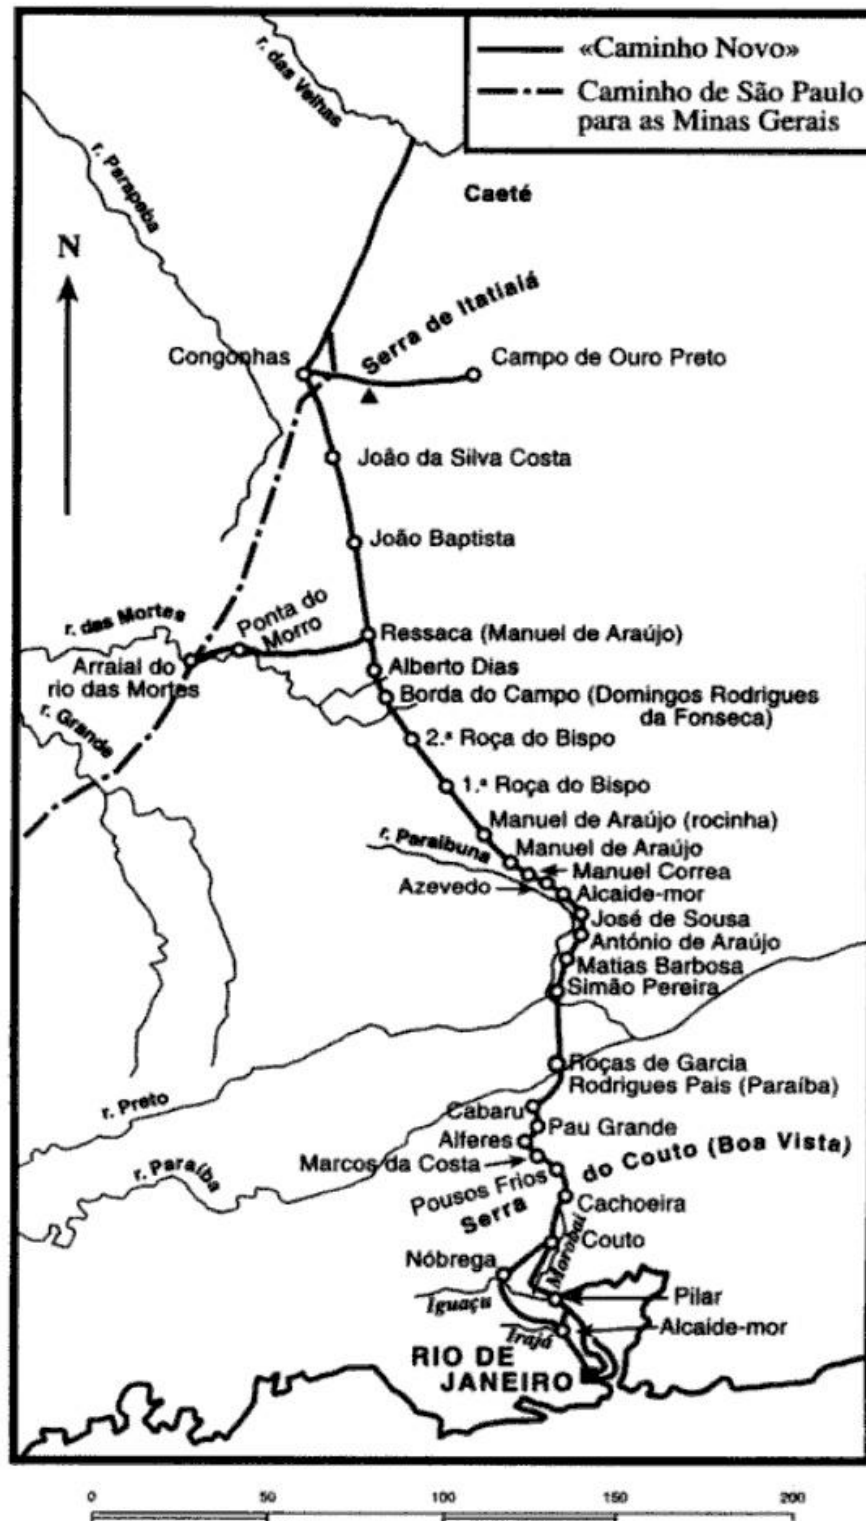 «Caminho Novo»
Caminho de São Paulo
para as Minas Gerais
r. das Velhas
r. Parapeba
Caeté
N
Serra de Itatiaiá
Congonhas
Campo de Ouro Preto
João da Silva Costa
João Baptista
r. das Mortes
Ponta do
Morro
Ressaca (Manuel de Araújo)
Arraial do
rio das Mortes
Alberto Dias
Borda do Campo (Domingos Rodrigues
da Fonseca)
r. Grande
2.ª Roça do Bispo
1.ª Roça do Bispo
Manuel de Araújo (rocinha)
r. Paraibuna
Manuel de Araújo
Manuel Correa
Azevedo
Alcaide-mor
José de Sousa
António de Araújo
Matias Barbosa
Simão Pereira
Roças de Garcia
Rodrigues Pais (Paraíba)
r. Preto
Cabaru
Pau Grande
Alferes
Marcos da Costa
r. Paraíba
Pousos Frios
Serra do Couto (Boa Vista)
Cachoeira
Couto
Morobai
Nóbrega
Iguaçu
Pilar
Irajá
Alcaide-mor
RIO DE
JANEIRO
0 50 100 150 200